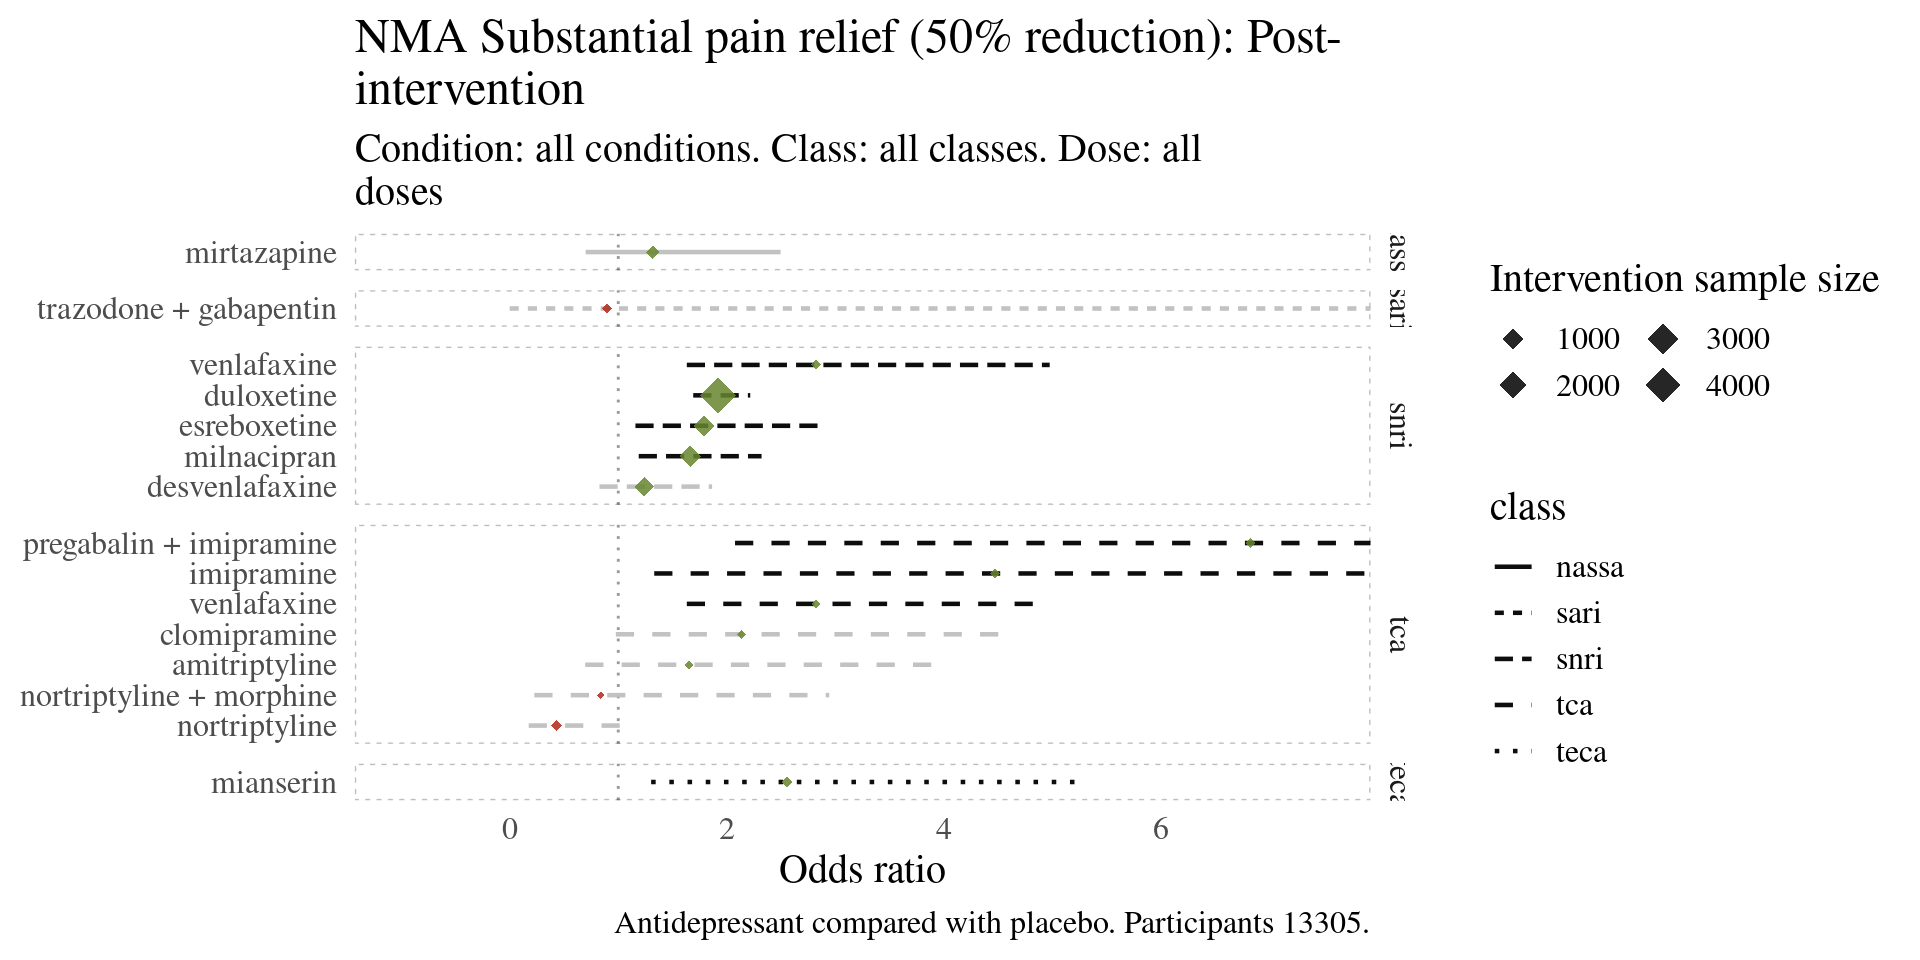 NMA Substantial pain relief (50% reduction): Post-
intervention
Condition: all conditions. Class: all classes. Dose: all
doses
mirtazapine
trazodone + gabapentin
venlafaxine
duloxetine
esreboxetine
milnacipran
desvenlafaxine
pregabalin + imipramine
imipramine
venlafaxine
clomipramine
amitriptyline
nortriptyline + morphine
nortriptyline
mianserin
ass
sari
snri
tca
eca
0 2 4 6
Odds ratio
Antidepressant compared with placebo. Participants 13305.
Intervention sample size
1000 3000
2000 4000
class
nassa
sari
snri
tca
teca